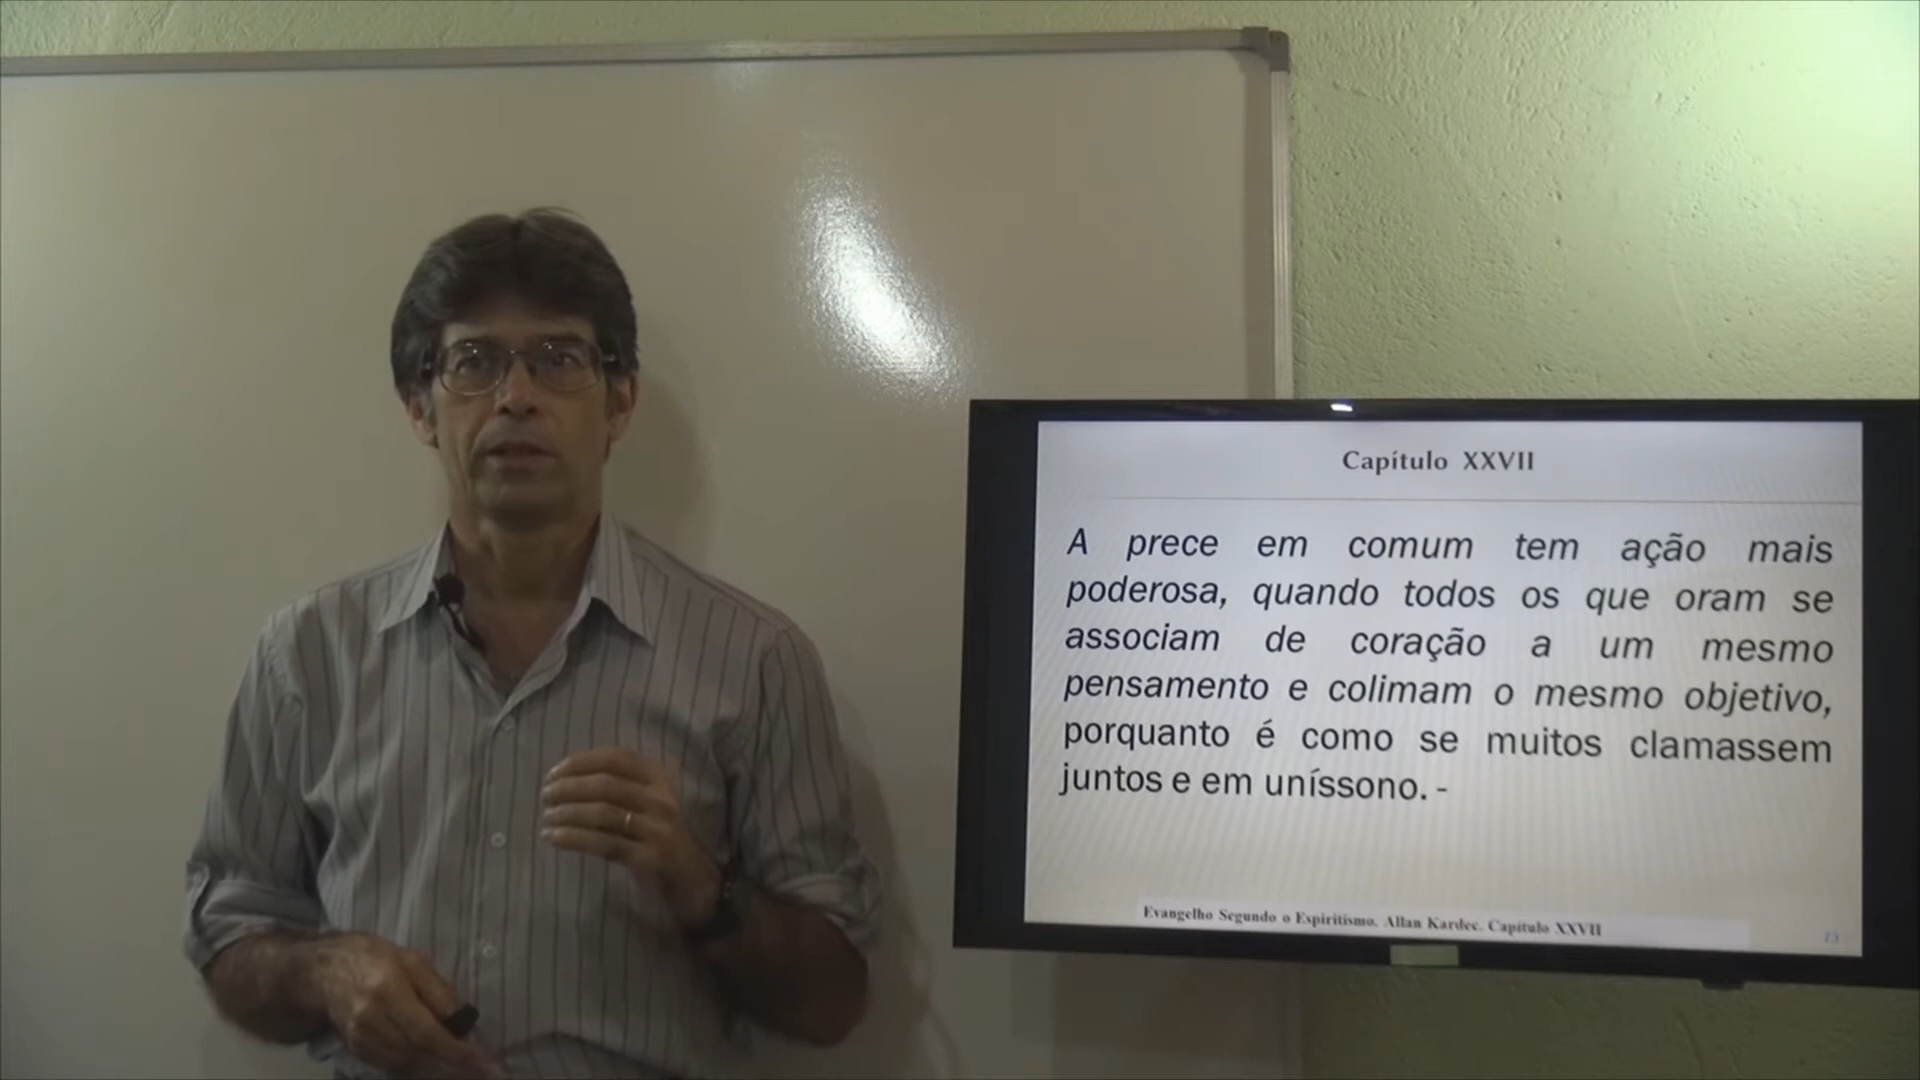 Capítulo XXVII
A prece em comum tem ação mais
poderosa, quando todos os que oram se
associam de coração a um mesmo
pensamento e colimam o mesmo objetivo,
porquanto é como se muitos clamassem
juntos e em uníssono. -
Evangelho Segundo o Espiritismo. Allan Kardec. Capítulo XXVII